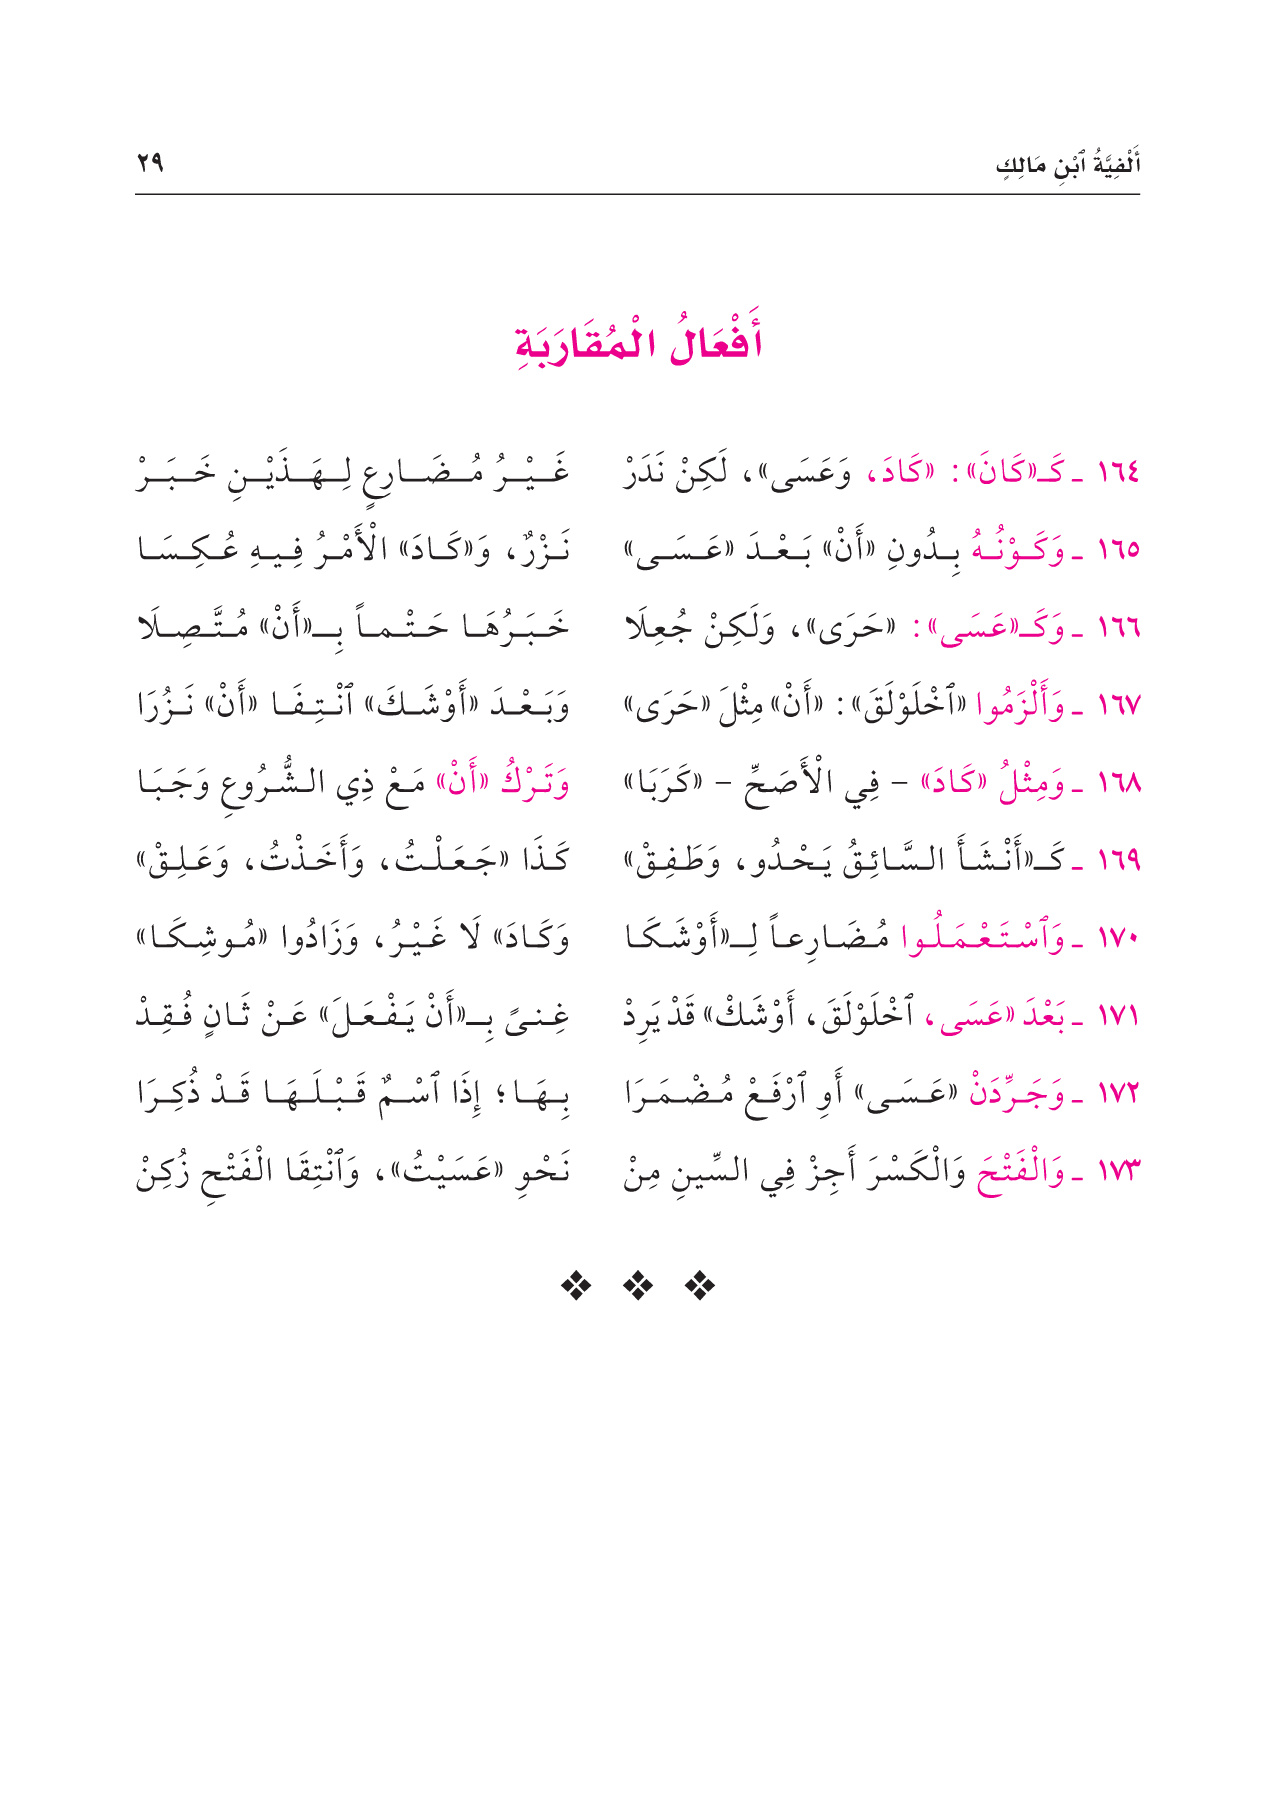 أَلْفِيَّةُ ٱبْنِ مَالِكٍ ٢٩
أَفْعَالُ الْمُقَارَبَةِ
١٦٤ ـ كَـ«كَانَ»: «كَادَ، وَعَسَى»، لَكِنْ نَدَرْ غَيْرُ مُضَارِعٍ لِهَذَيْنِ خَبَرْ
١٦٥ ـ وَكَوْنُهُ بِدُونِ «أَنْ» بَعْدَ «عَسَى» نَزْرٌ، وَ«كَادَ» الْأَمْرُ فِيهِ عُكِسَا
١٦٦ ـ وَكَـ«عَسَى»: «حَرَى»، وَلَكِنْ جُعِلَا خَبَرُهَا حَتْماً بِـ«أَنْ» مُتَّصِلَا
١٦٧ ـ وَأَلْزَمُوا «ٱخْلَوْلَقَ»: «أَنْ» مِثْلَ «حَرَى» وَبَعْدَ «أَوْشَكَ» ٱنْتِفَا «أَنْ» نَزُرَا
١٦٨ ـ وَمِثْلُ «كَادَ» - فِي الْأَصَحِّ - «كَرَبَا» وَتَرْكُ «أَنْ» مَعْ ذِي الشُّرُوعِ وَجَبَا
١٦٩ ـ كَـ«أَنْشَأَ السَّائِقُ يَحْدُو، وَطَفِقْ» كَذَا «جَعَلْتُ، وَأَخَذْتُ، وَعَلِقْ»
١٧٠ ـ وَٱسْتَعْمَلُوا مُضَارِعاً لِـ«أَوْشَكَا وَكَادَ» لَا غَيْرُ، وَزَادُوا «مُوشِكَا»
١٧١ ـ بَعْدَ «عَسَى، ٱخْلَوْلَقَ، أَوْشَكْ» قَدْ يَرِدْ غِنىً بِـ«أَنْ يَفْعَلَ» عَنْ ثَانٍ فُقِدْ
١٧٢ ـ وَجَرِّدَنْ «عَسَى» أَوِ ٱرْفَعْ مُضْمَرَا بِهَا؛ إِذَا ٱسْمٌ قَبْلَهَا قَدْ ذُكِرَا
١٧٣ ـ وَالْفَتْحَ وَالْكَسْرَ أَجِزْ فِي السِّينِ مِنْ نَحْوِ «عَسَيْتُ»، وَٱنْتِقَا الْفَتْحِ زُكِنْ